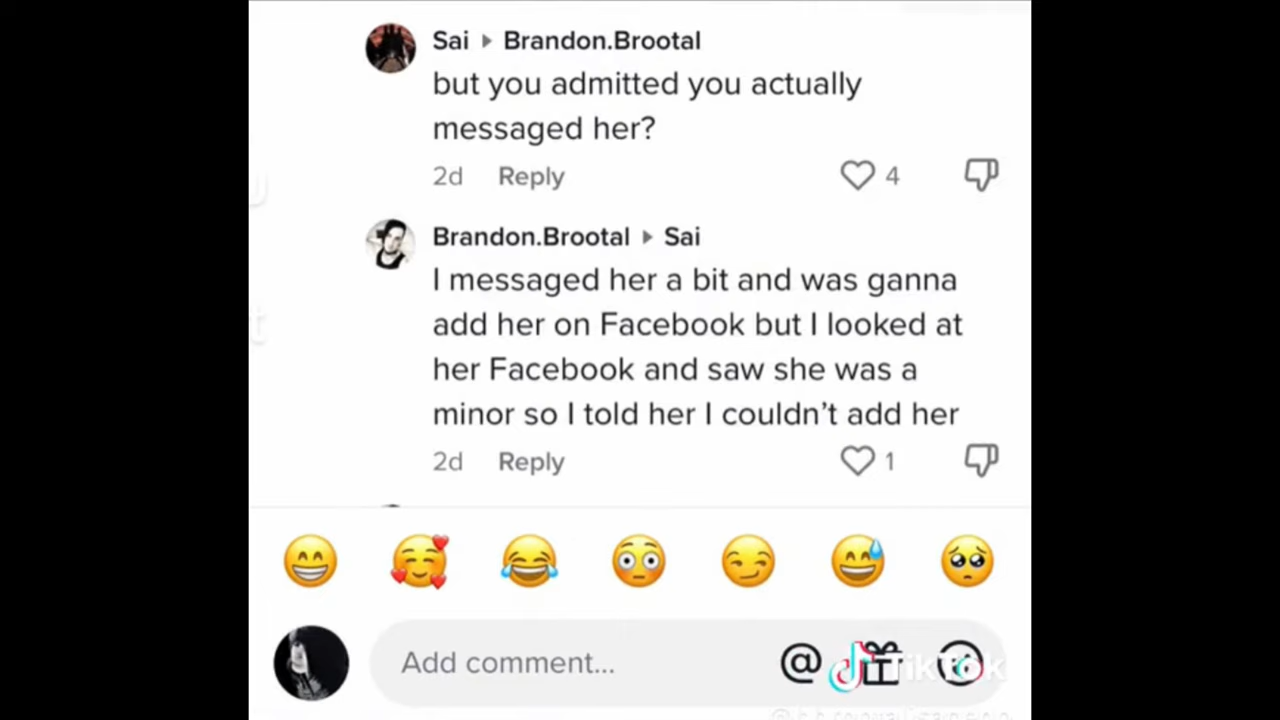 Sai ▸ Brandon.Brootal
but you admitted you actually
messaged her?
2d Reply 4
Brandon.Brootal ▸ Sai
I messaged her a bit and was ganna
add her on Facebook but I looked at
her Facebook and saw she was a
minor so I told her I couldn't add her
2d Reply 1
Add comment...
TikTok